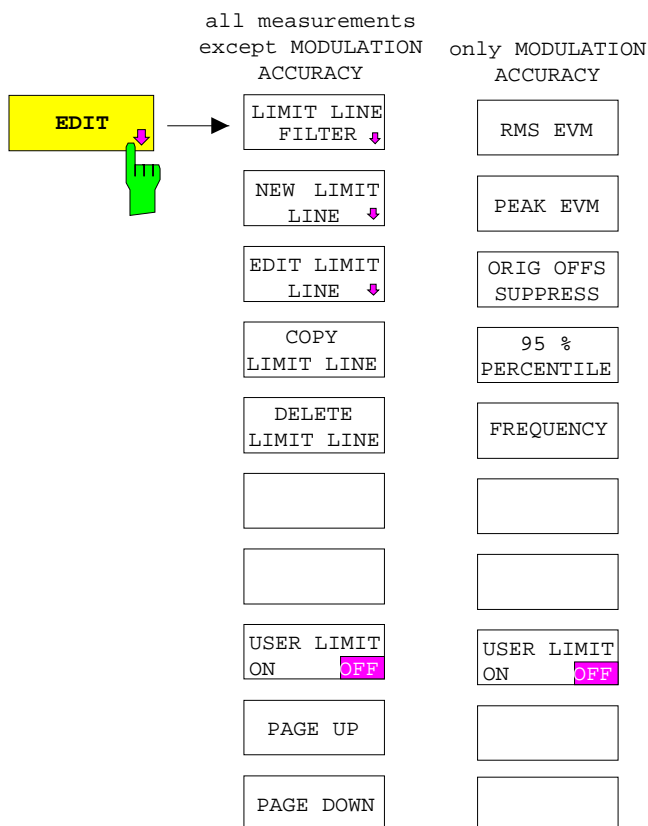 all measurements
except MODULATION
ACCURACY
only MODULATION
ACCURACY
EDIT
LIMIT LINE
FILTER
NEW LIMIT
LINE
EDIT LIMIT
LINE
COPY
LIMIT LINE
DELETE
LIMIT LINE
USER LIMIT
ON OFF
PAGE UP
PAGE DOWN
RMS EVM
PEAK EVM
ORIG OFFS
SUPPRESS
95 %
PERCENTILE
FREQUENCY
USER LIMIT
ON OFF